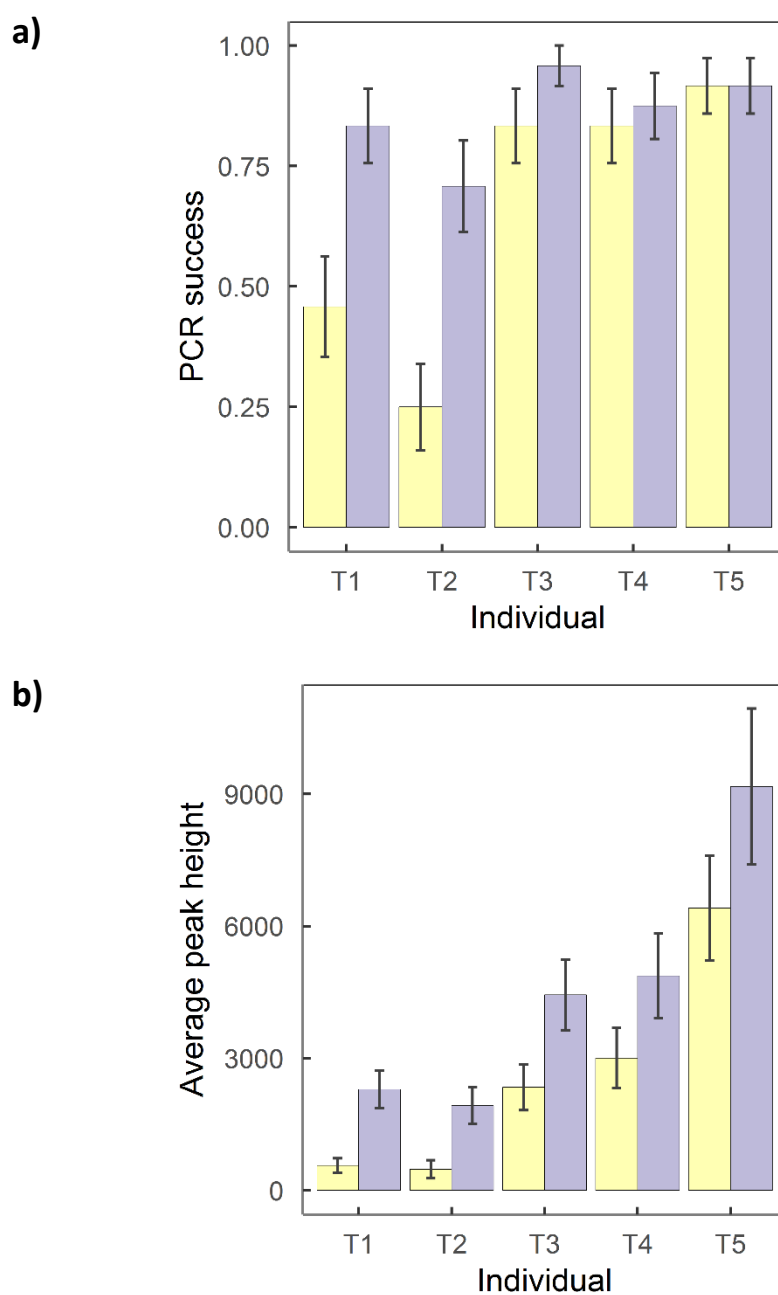 a)
PCR success
1.00
0.75
0.50
0.25
0.00
T1 T2 T3 T4 T5
Individual
b)
Average peak height
9000
6000
3000
0
T1 T2 T3 T4 T5
Individual